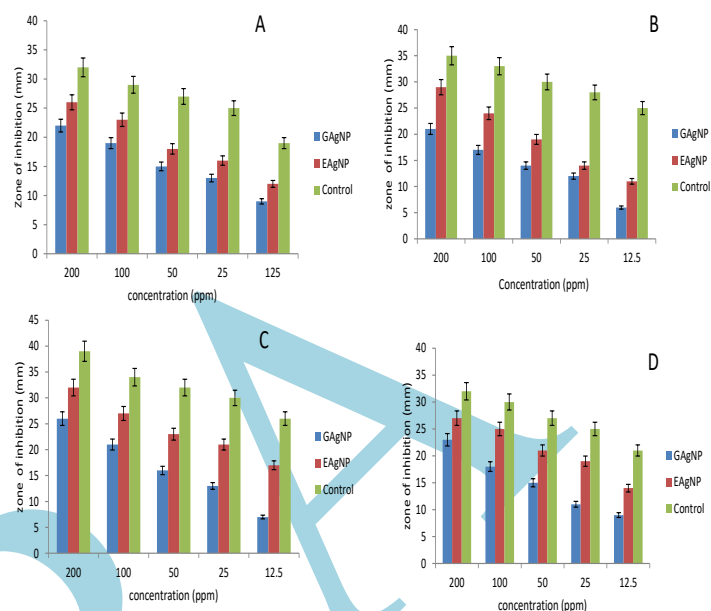 A
40
35
30
25
20
15
10
5
0
Zone of inhibition (mm)
200 100 50 25 125
concentration (ppm)
GAgNP
EAgNP
Control
B
40
35
30
25
20
15
10
5
0
zone of inhibition (mm)
200 100 50 25 12.5
Concentration (ppm)
GAgNP
EAgNP
Control
C
45
40
35
30
25
20
15
10
5
0
zone of inhibition (mm)
200 100 50 25 12.5
concentration (ppm)
GAgNP
EAgNP
Control
D
40
35
30
25
20
15
10
5
0
zone of inhibition (mm)
200 100 50 25 12.5
concentration (ppm)
GAgNP
EAgNP
Control